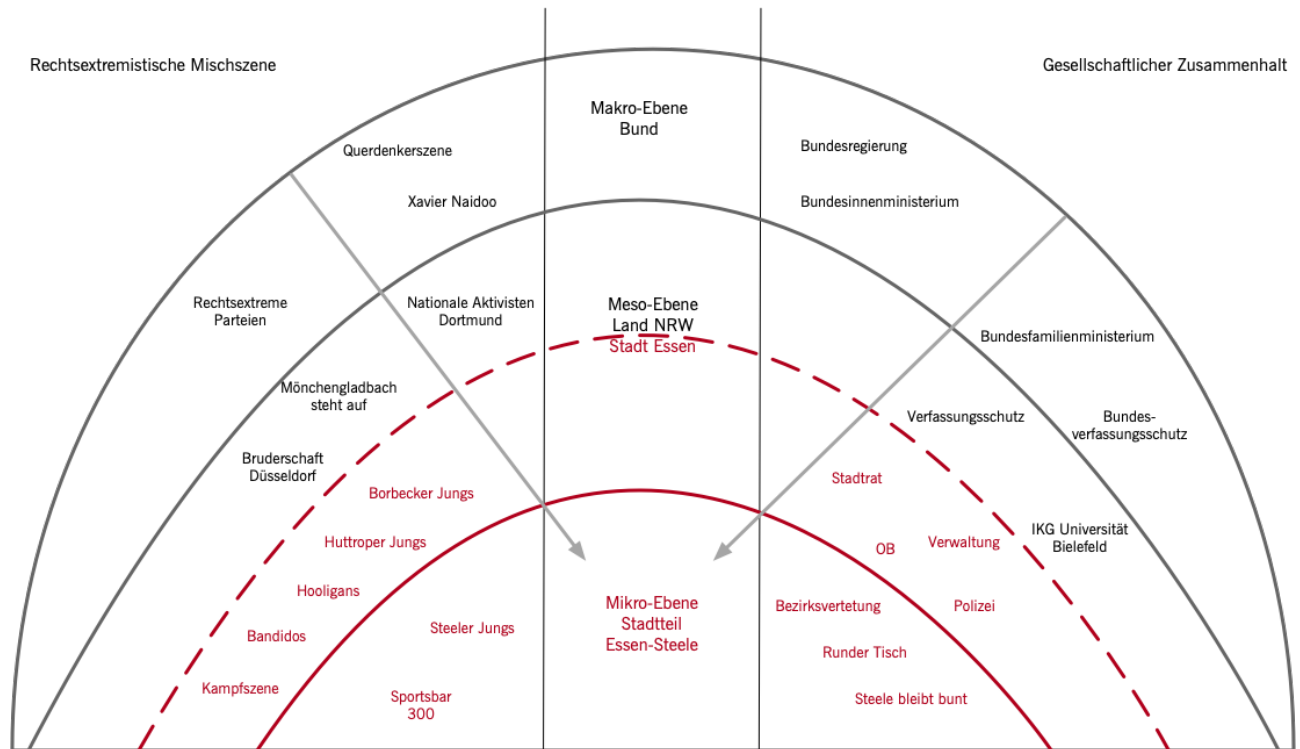 Rechtsextremistische Mischszene
Gesellschaftlicher Zusammenhalt
Makro-Ebene
Bund
Querdenkerszene
Xavier Naidoo
Bundesregierung
Bundesinnenministerium
Rechtsextreme
Parteien
Nationale Aktivisten
Dortmund
Meso-Ebene
Land NRW
Stadt Essen
Bundesfamilienministerium
Mönchengladbach
steht auf
Verfassungsschutz
Bundes-
verfassungsschutz
Bruderschaft
Düsseldorf
Borbecker Jungs
Stadtrat
Huttroper Jungs
OB
Verwaltung
IKG Universität
Bielefeld
Hooligans
Bandidos
Steeler Jungs
Mikro-Ebene
Stadtteil
Essen-Steele
Bezirksvertetung
Polizei
Runder Tisch
Kampfszene
Sportsbar
300
Steele bleibt bunt